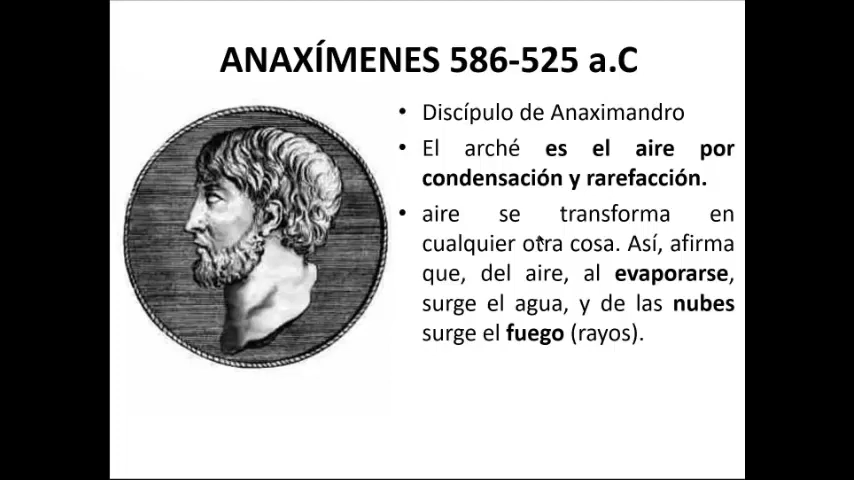 ANAXÍMENES 586-525 a.C
• Discípulo de Anaximandro
• El arché es el aire por
condensación y rarefacción.
• aire se transforma en
cualquier otra cosa. Así, afirma
que, del aire, al evaporarse,
surge el agua, y de las nubes
surge el fuego (rayos).